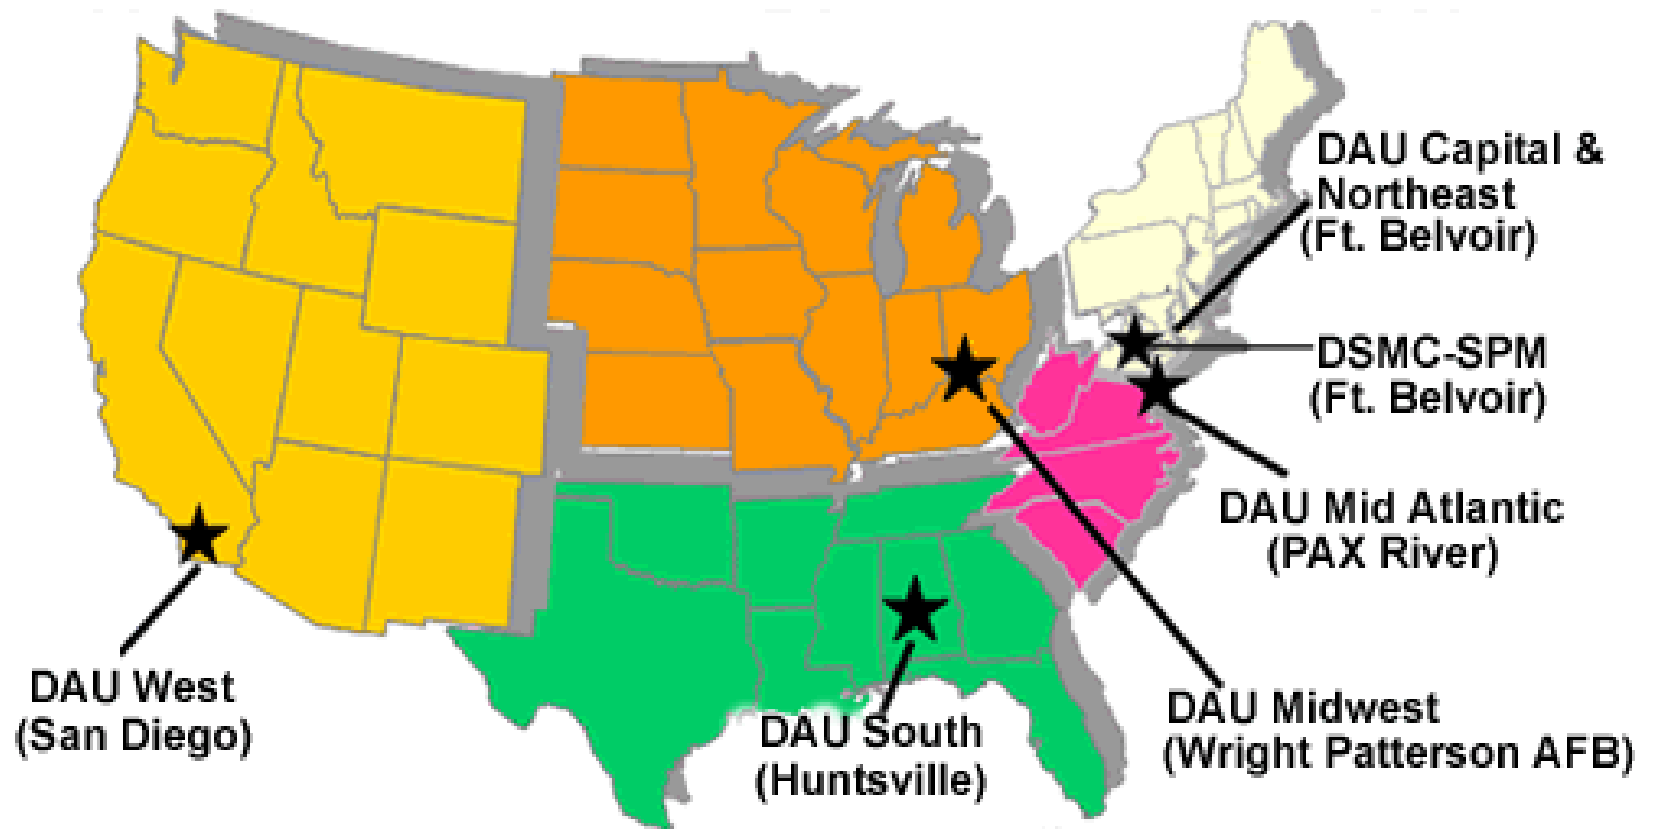 DAU Capital &
Northeast
(Ft. Belvoir)
DSMC-SPM
(Ft. Belvoir)
DAU Mid Atlantic
(PAX River)
DAU West
(San Diego)
DAU South
(Huntsville)
DAU Midwest
(Wright Patterson AFB)